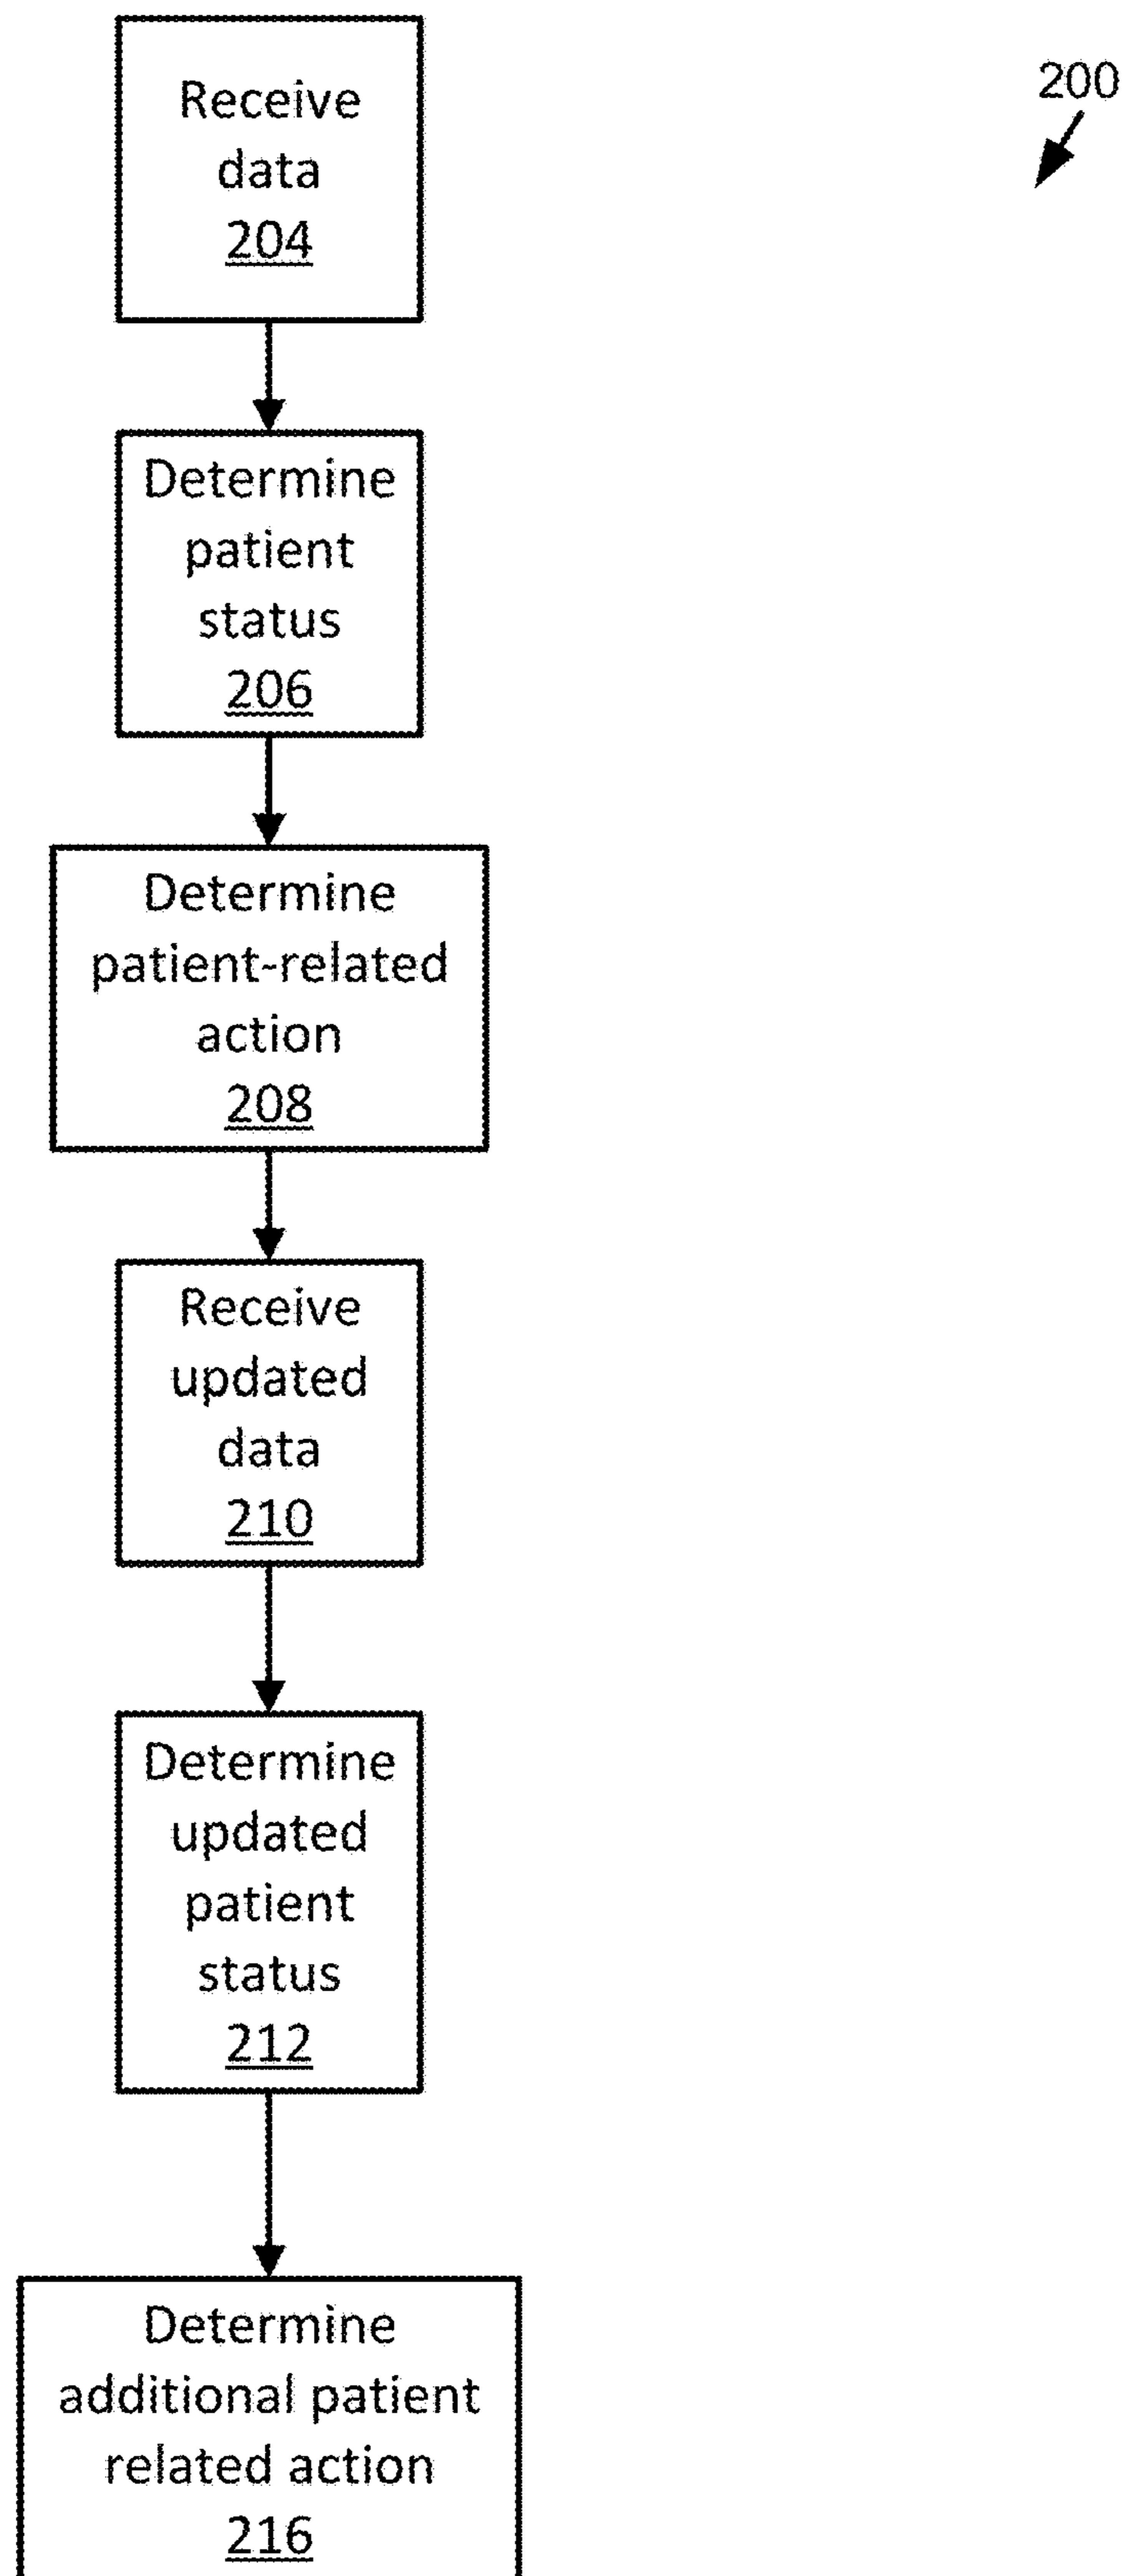 200
Receive
data
204
Determine
patient
status
206
Determine
patient-related
action
208
Receive
updated
data
210
Determine
updated
patient
status
212
Determine
additional patient
related action
216